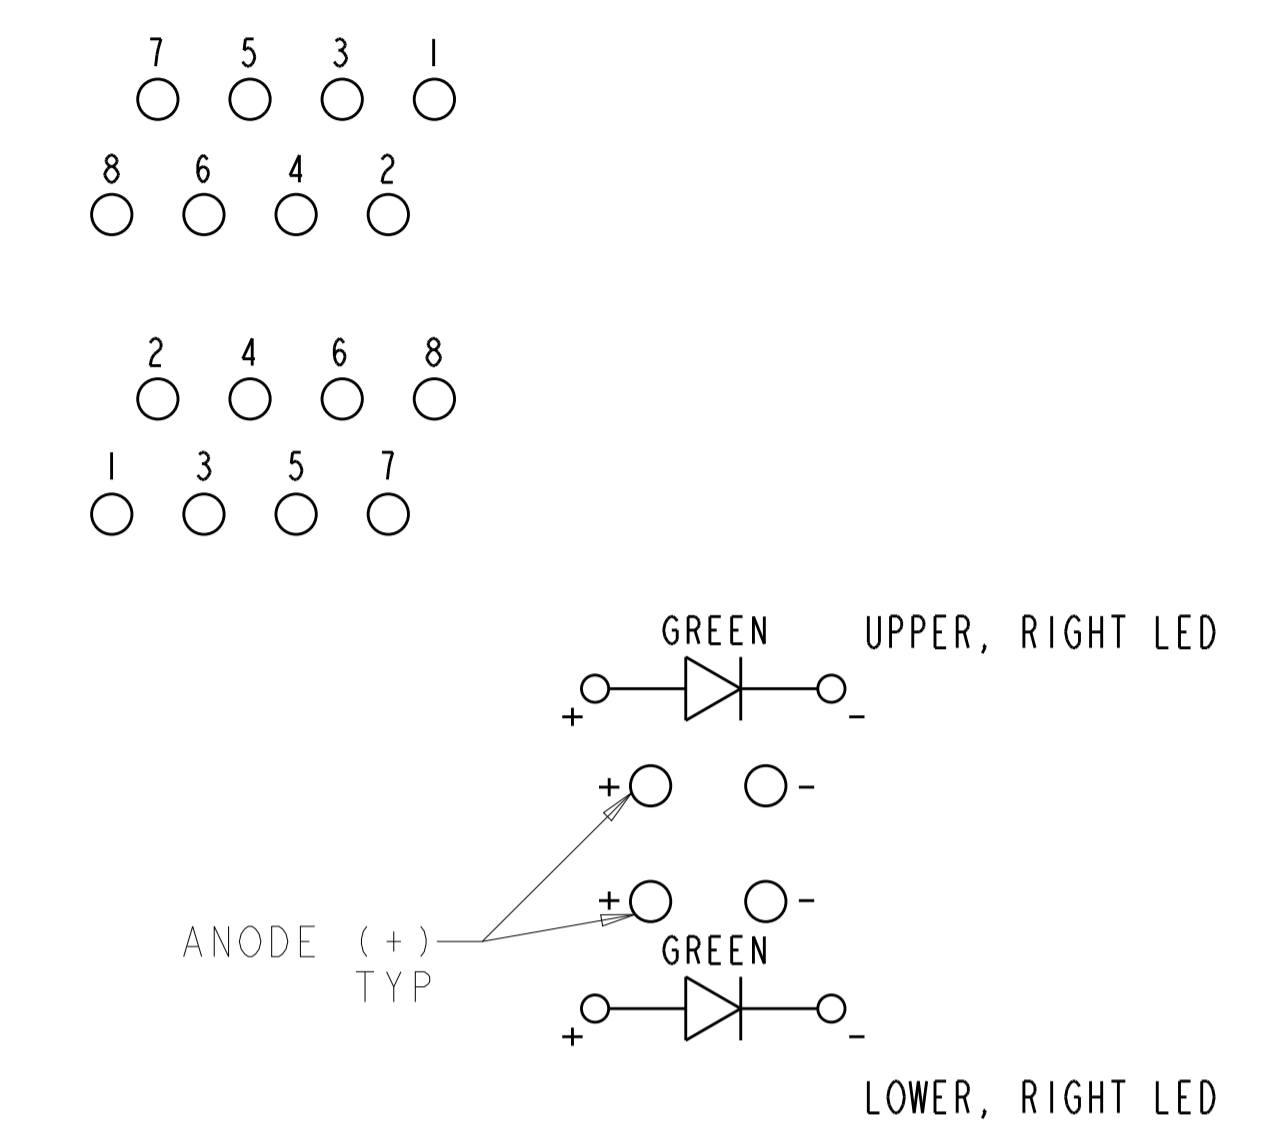 7 5 3 1
8 6 4 2
2 4 6 8
1 3 5 7
GREEN UPPER, RIGHT LED
+ -
+ -
+ -
GREEN
ANODE (+)
TYP
+ -
LOWER, RIGHT LED